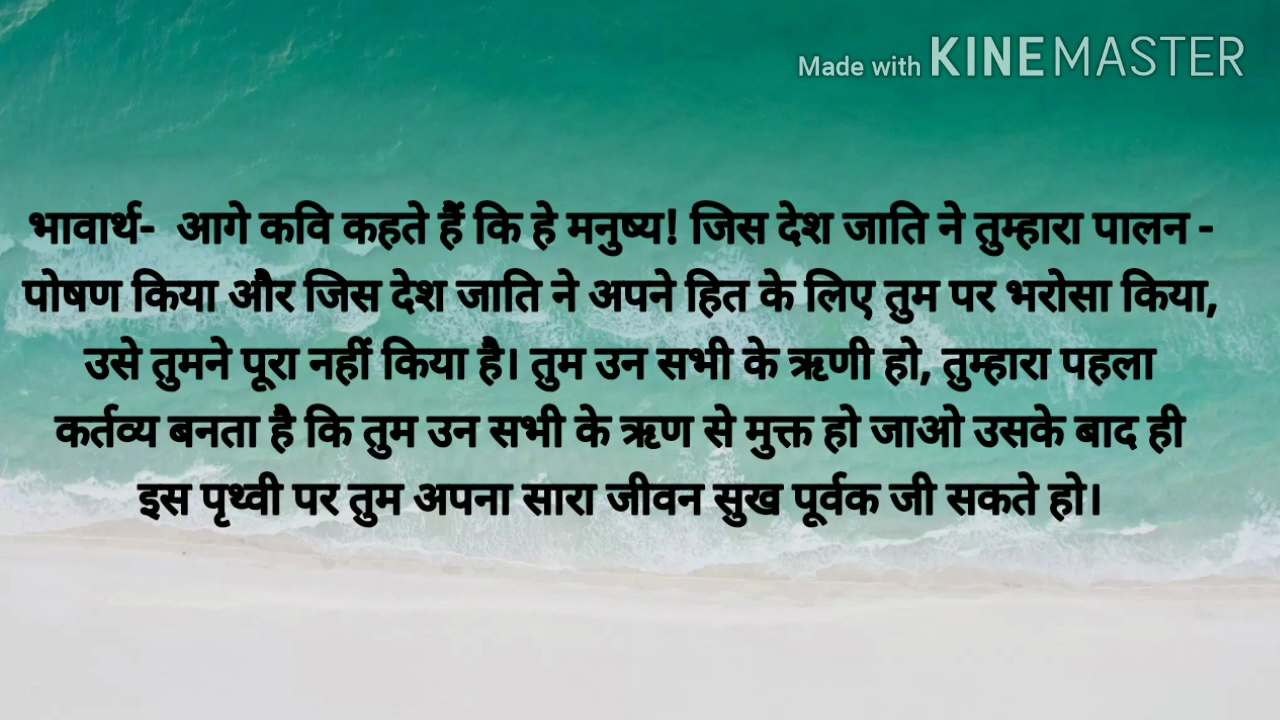 Made with KINEMASTER
भावार्थ- आगे कवि कहते हैं कि हे मनुष्य! जिस देश जाति ने तुम्हारा पालन -
पोषण किया और जिस देश जाति ने अपने हित के लिए तुम पर भरोसा किया,
उसे तुमने पूरा नहीं किया है। तुम उन सभी के ऋणी हो, तुम्हारा पहला
कर्तव्य बनता है कि तुम उन सभी के ऋण से मुक्त हो जाओ उसके बाद ही
इस पृथ्वी पर तुम अपना सारा जीवन सुख पूर्वक जी सकते हो।